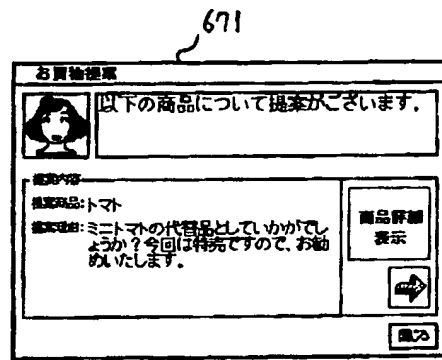 671
お買物提案
以下の商品について提案がございます。
提案内容
提案商品:トマト
提案理由:ミニトマトの代替品としていかがでし
ょうか?今回は特売ですので、お勧
めいたします。
商品詳細
表示
閉じる